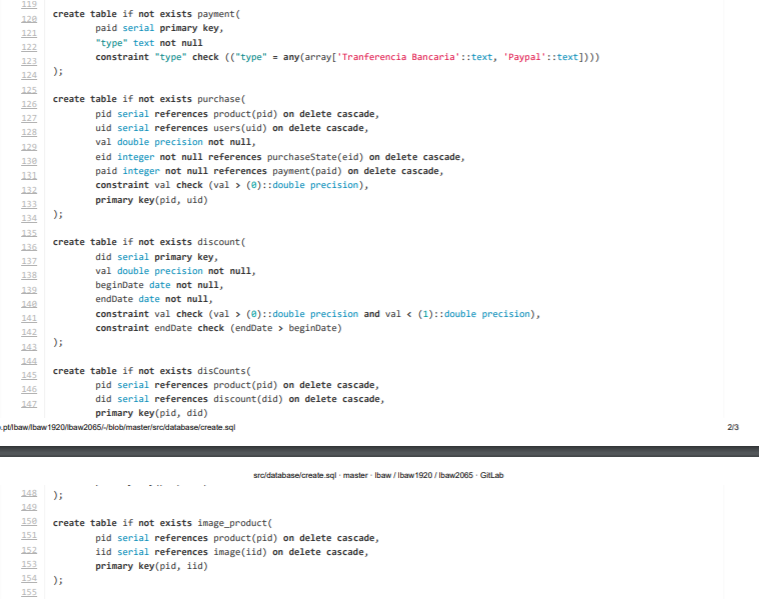 119
120 create table if not exists payment(
121 paid serial primary key,
122 "type" text not null
123 constraint "type" check (("type" = any(array['Tranferencia Bancaria'::text, 'Paypal'::text])))
124 );
125
126 create table if not exists purchase(
127 pid serial references product(pid) on delete cascade,
128 uid serial references users(uid) on delete cascade,
129 val double precision not null,
130 eid integer not null references purchaseState(eid) on delete cascade,
131 paid integer not null references payment(paid) on delete cascade,
132 constraint val check (val > (0)::double precision),
133 primary key(pid, uid)
134 );
135
136 create table if not exists discount(
137 did serial primary key,
138 val double precision not null,
139 beginDate date not null,
140 endDate date not null,
141 constraint val check (val > (0)::double precision and val < (1)::double precision),
142 constraint endDate check (endDate > beginDate)
143 );
144
145 create table if not exists disCounts(
146 pid serial references product(pid) on delete cascade,
147 did serial references discount(did) on delete cascade,
primary key(pid, did)
.pt/lbaw/lbaw1920/lbaw2065/-/blob/master/src/database/create.sql 2/3
src/database/create.sql · master · lbaw / lbaw1920 / lbaw2065 · GitLab
148 );
149
150 create table if not exists image_product(
151 pid serial references product(pid) on delete cascade,
152 iid serial references image(iid) on delete cascade,
153 primary key(pid, iid)
154 );
155